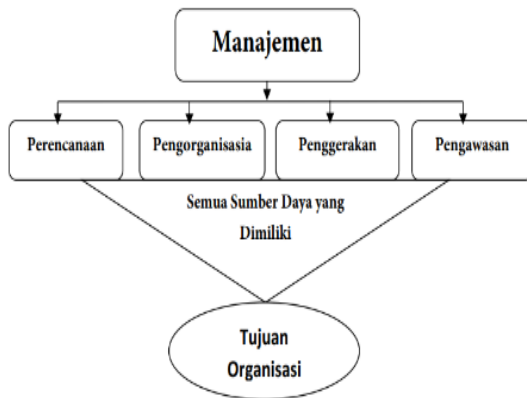 Manajemen
Perencanaan
Pengorganisasia
Penggerakan
Pengawasan
Semua Sumber Daya yang
Dimiliki
Tujuan
Organisasi